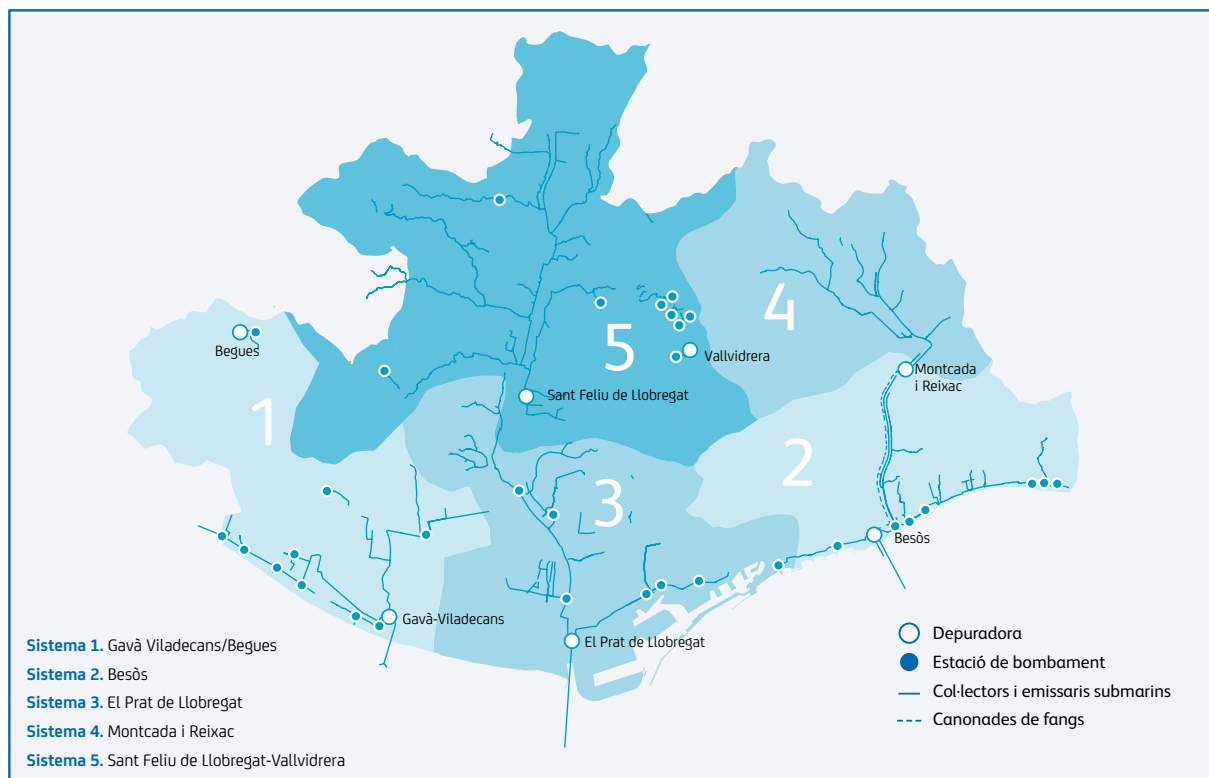 4
5
Begues
Vallvidrera
Montcada
i Reixac
Sant Feliu de Llobregat
1
2
3
Besòs
Gavà-Viladecans
El Prat de Llobregat
Sistema 1. Gavà Viladecans/Begues
Sistema 2. Besòs
Sistema 3. El Prat de Llobregat
Sistema 4. Montcada i Reixac
Sistema 5. Sant Feliu de Llobregat-Vallvidrera
Depuradora
Estació de bombament
Col·lectors i emissaris submarins
Canonades de fangs